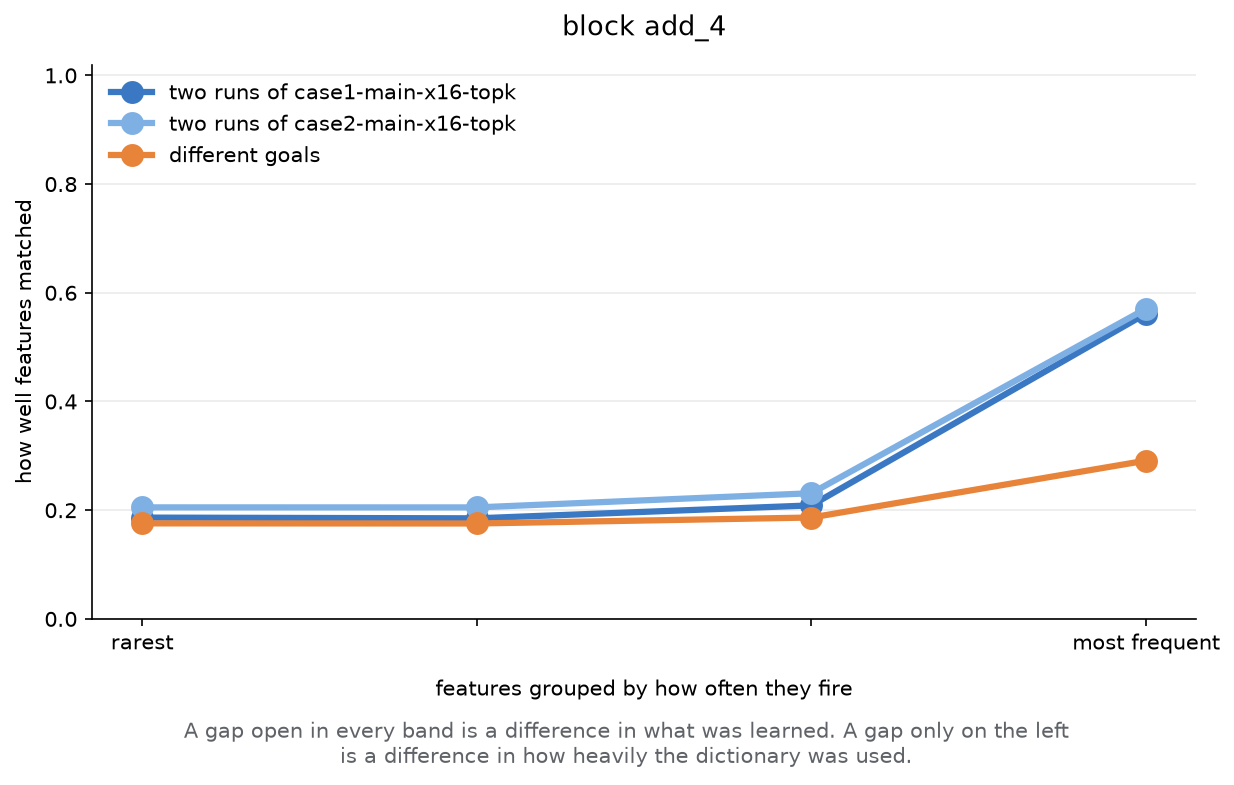 block add_4
1.0
0.8
0.6
0.4
0.2
0.0
how well features matched
two runs of case1-main-x16-topk
two runs of case2-main-x16-topk
different goals
rarest
most frequent
features grouped by how often they fire
A gap open in every band is a difference in what was learned. A gap only on the left
is a difference in how heavily the dictionary was used.